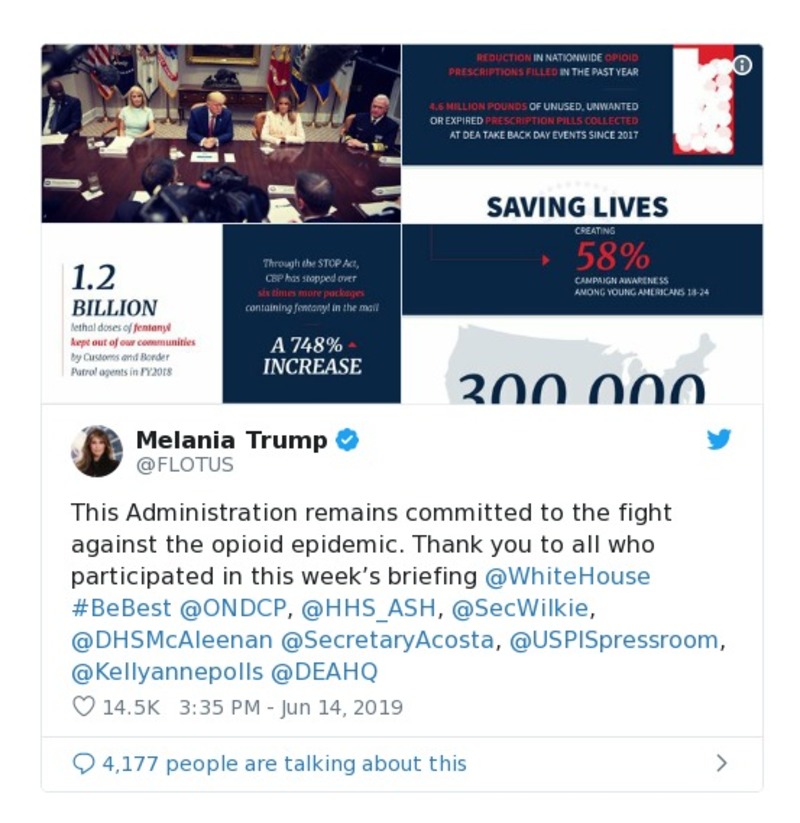 REDUCTION IN NATIONWIDE OPIOID
PRESCRIPTIONS FILLED IN THE PAST YEAR
4.6 MILLION POUNDS OF UNUSED, UNWANTED
OR EXPIRED PRESCRIPTION PILLS COLLECTED
AT DEA TAKE BACK DAY EVENTS SINCE 2017
SAVING LIVES
1.2
BILLION
lethal doses of fentanyl
kept out of our communities
by Customs and Border
Patrol agents in FY2018
Through the STOP Act,
CBP has stopped over
six times more packages
containing fentanyl in the mail
A 748%
INCREASE
CREATING
58%
CAMPAIGN AWARENESS
AMONG YOUNG AMERICANS 18-24
300,000
Melania Trump
@FLOTUS
This Administration remains committed to the fight
against the opioid epidemic. Thank you to all who
participated in this week’s briefing @WhiteHouse
#BeBest @ONDCP, @HHS_ASH, @SecWilkie,
@DHSMcAleenan @SecretaryAcosta, @USPISpressroom,
@Kellyannepolls @DEAHQ
14.5K 3:35 PM - Jun 14, 2019
4,177 people are talking about this